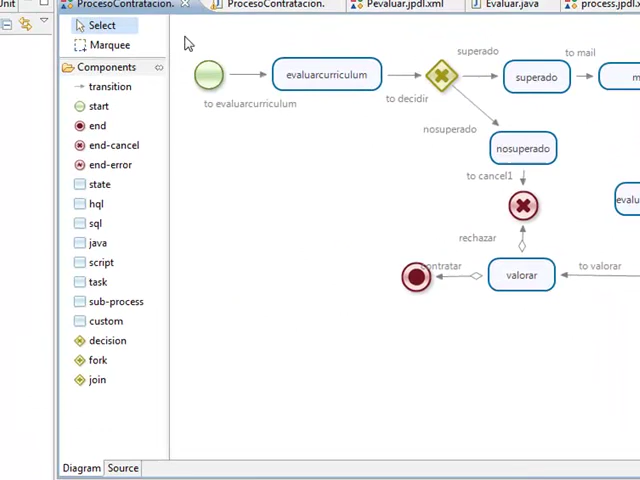 ProcesoContratacion.
ProcesoContratacion.
Pevaluar.jpdl.xml
Evaluar.java
process.jpdl.x
Select
Marquee
Components
transition
start
end
end-cancel
end-error
state
hql
sql
java
script
task
sub-process
custom
decision
fork
join
superado
to mail
evaluarcurriculum
superado
m
to evaluarcurriculum
to decidir
nosuperado
nosuperado
to cancel1
evalua
rechazar
contratar
valorar
to valorar
Diagram
Source